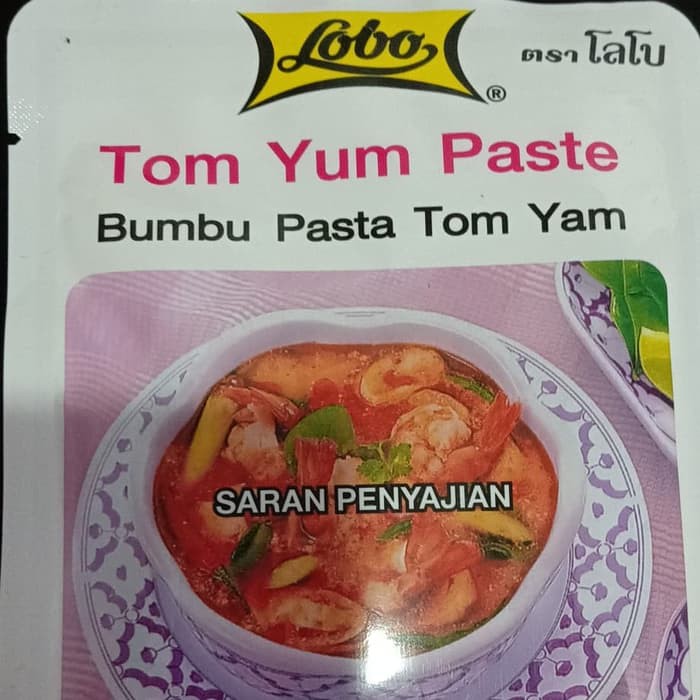 Lobo
®
ตรา โลโบ
Tom Yum Paste
Bumbu Pasta Tom Yam
SARAN PENYAJIAN